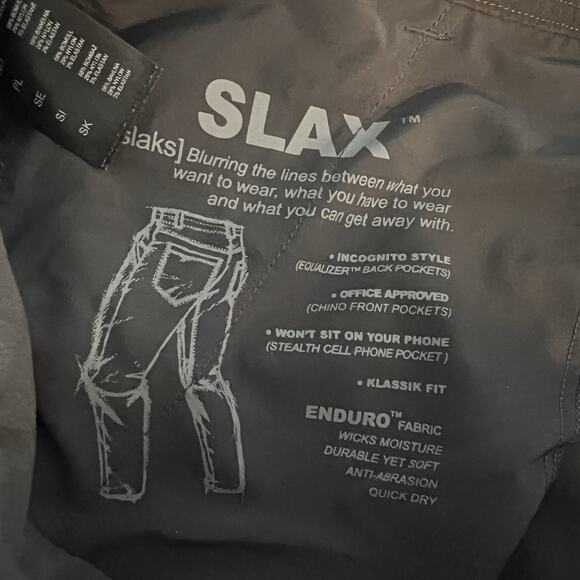 PL
SE
SI
SK
SLAX™
slaks] Blurring the lines between what you
want to wear, what you have to wear
and what you can get away with.
• INCOGNITO STYLE
(EQUALIZER™ BACK POCKETS)
• OFFICE APPROVED
(CHINO FRONT POCKETS)
• WON'T SIT ON YOUR PHONE
(STEALTH CELL PHONE POCKET)
• KLASSIK FIT
ENDURO™ FABRIC
WICKS MOISTURE
DURABLE YET SOFT
ANTI-ABRASION
QUICK DRY